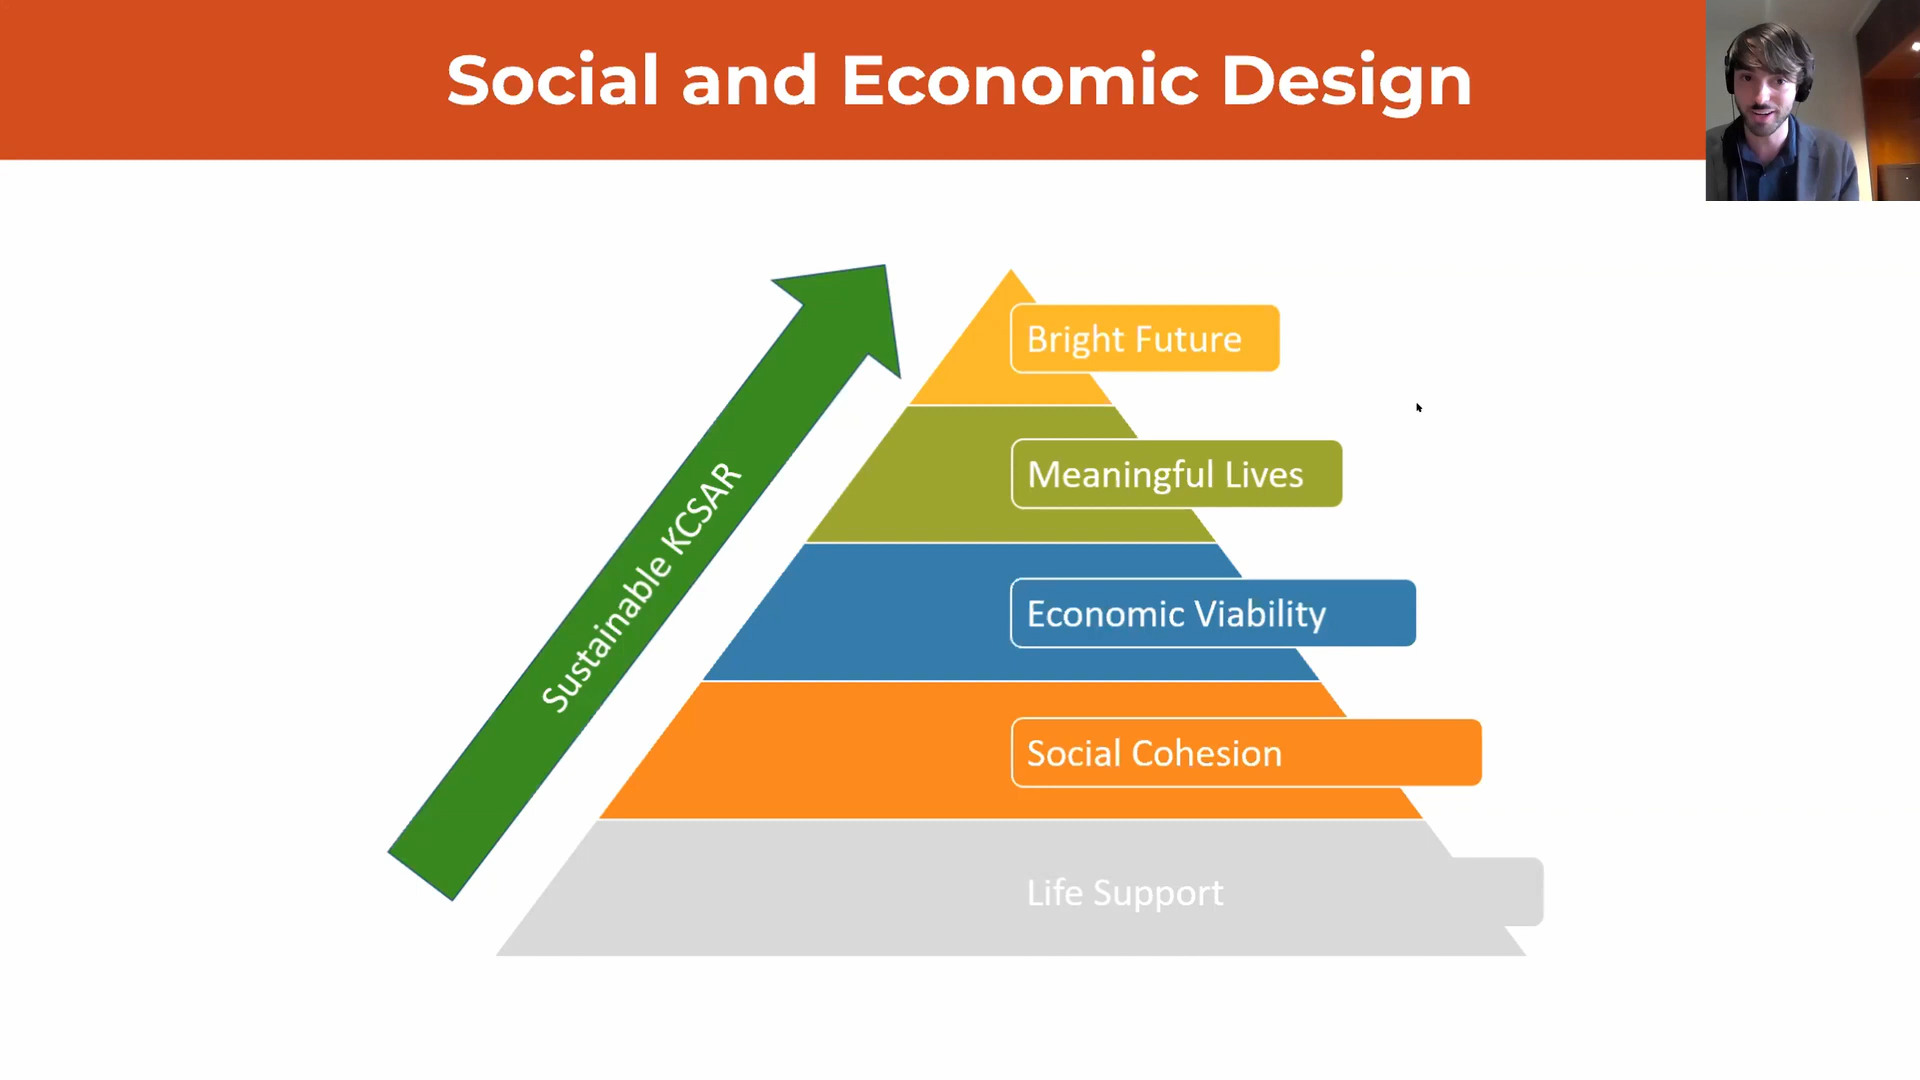 Social and Economic Design
Bright Future
Meaningful Lives
Sustainable KCSAR
Economic Viability
Social Cohesion
Life Support